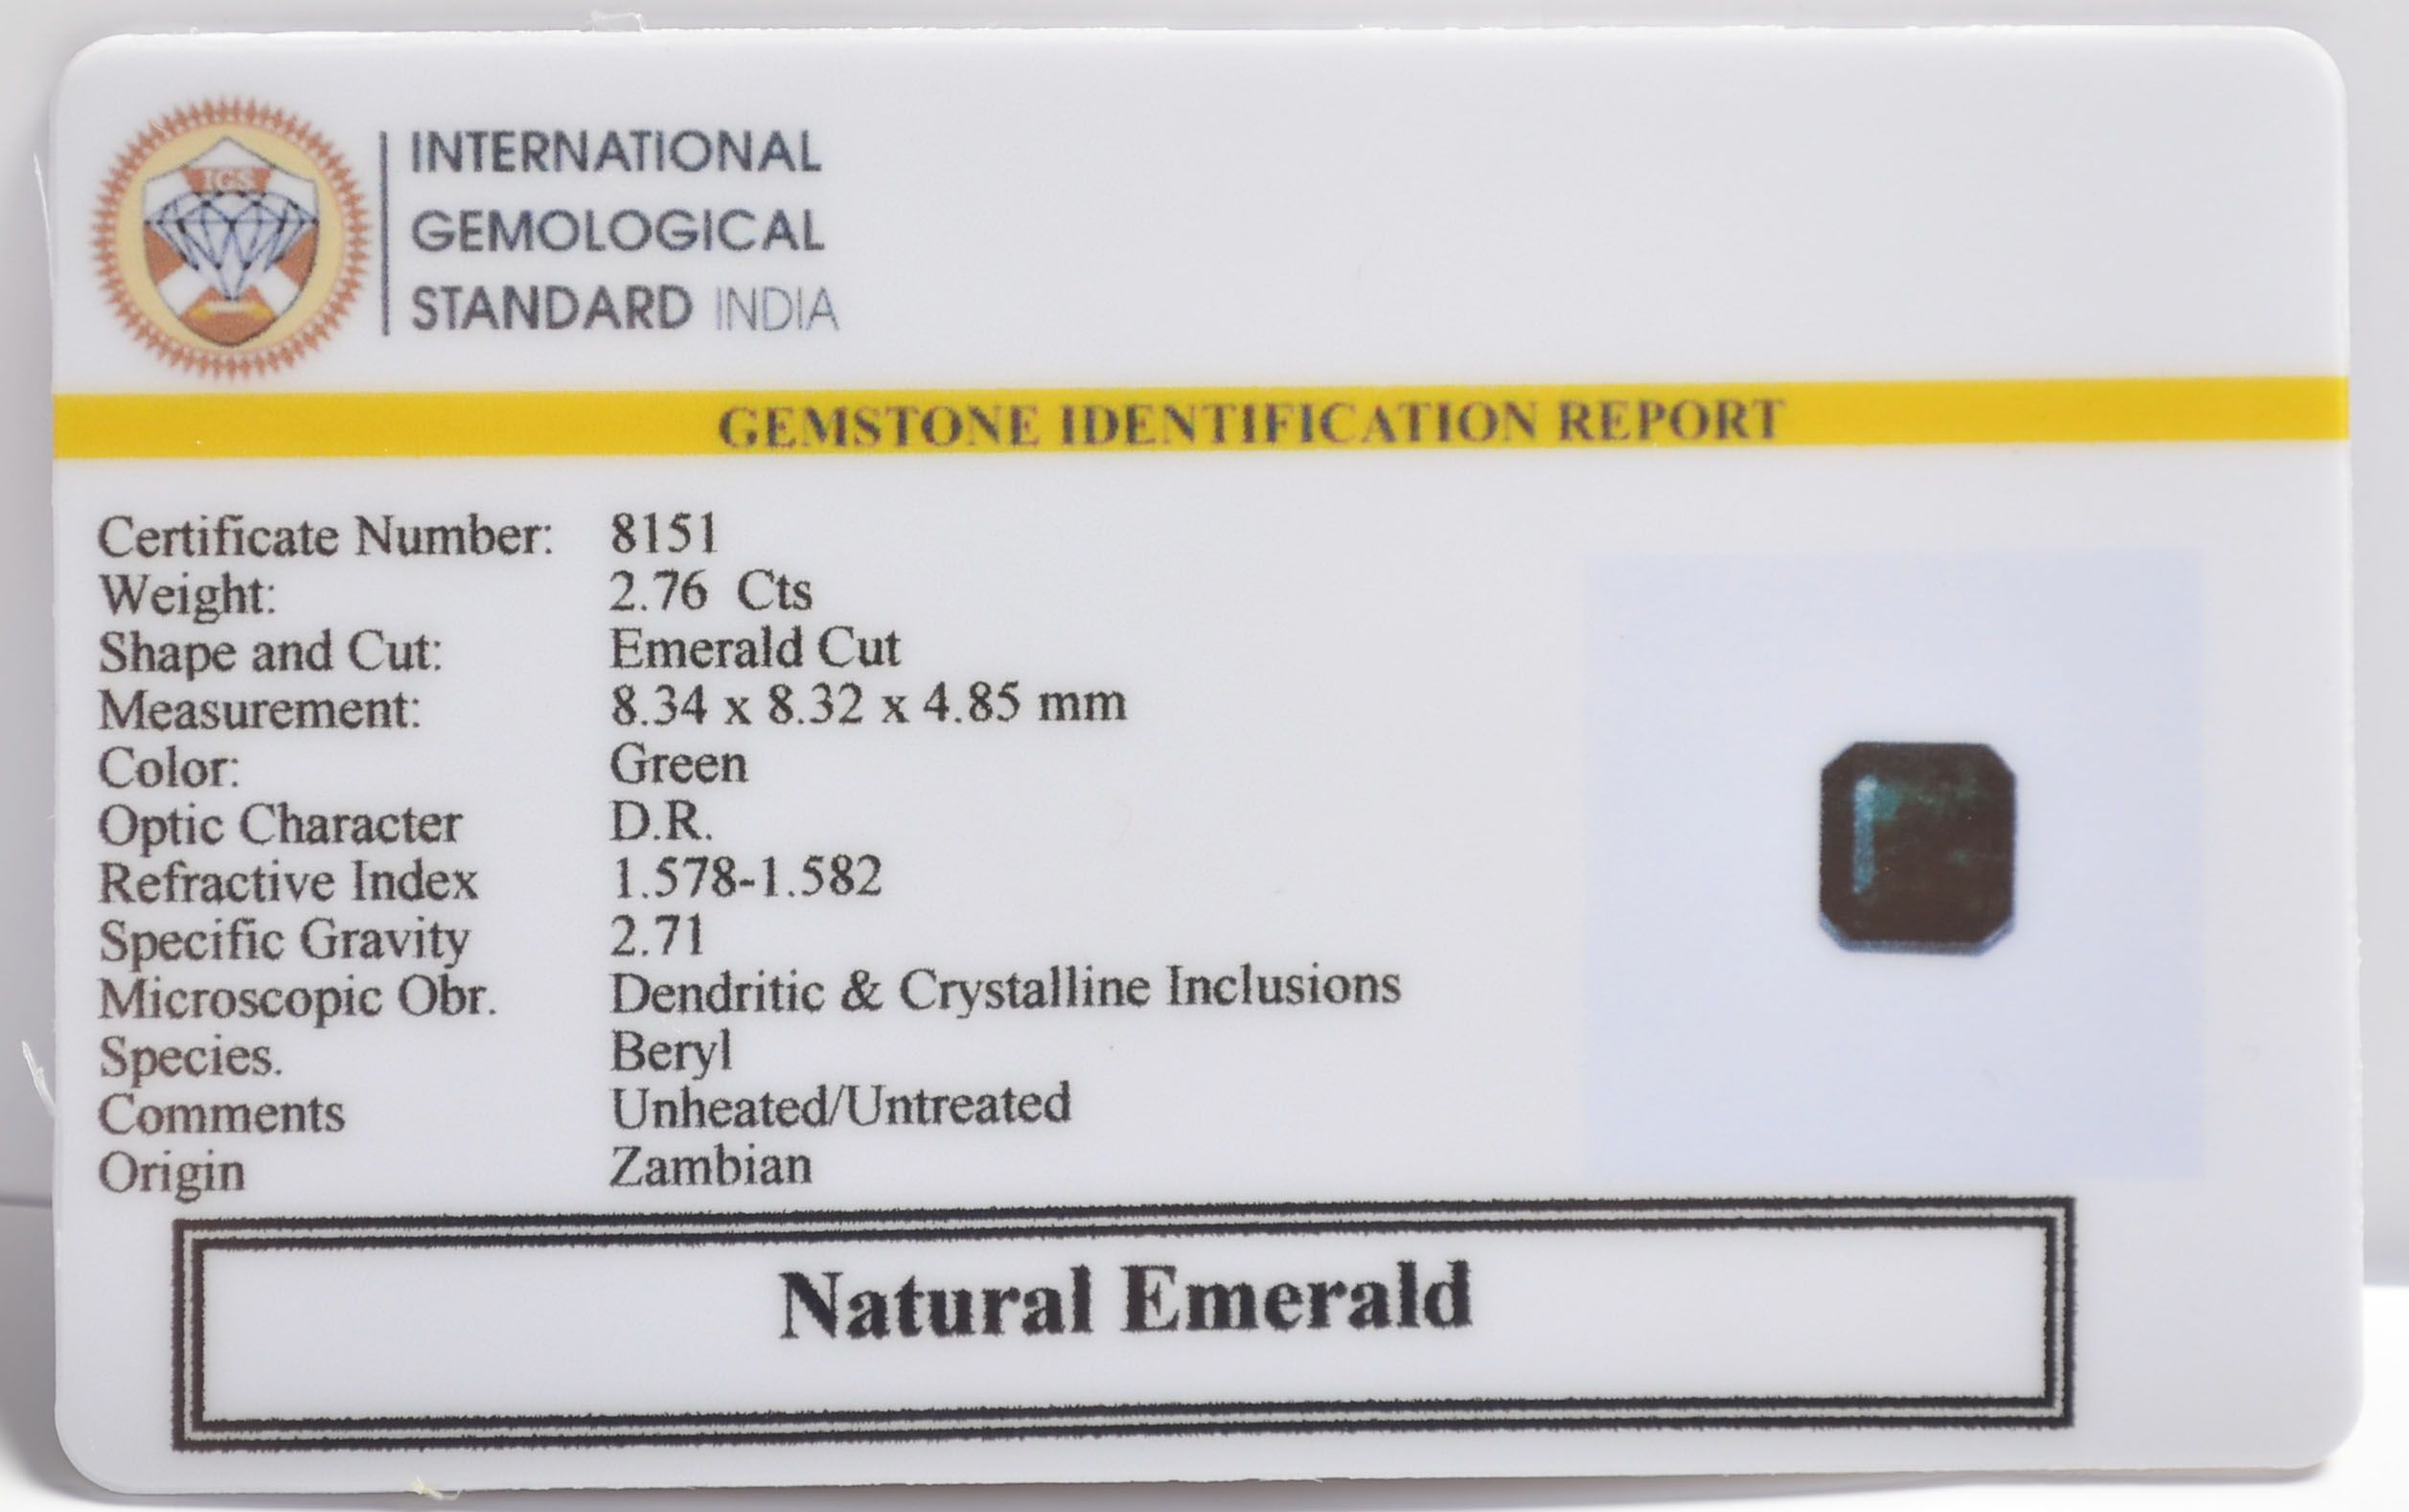 IGS
INTERNATIONAL
GEMOLOGICAL
STANDARD INDIA
GEMSTONE IDENTIFICATION REPORT
Certificate Number: 8151
Weight: 2.76 Cts
Shape and Cut: Emerald Cut
Measurement: 8.34 x 8.32 x 4.85 mm
Color: Green
Optic Character D.R.
Refractive Index 1.578-1.582
Specific Gravity 2.71
Microscopic Obr. Dendritic & Crystalline Inclusions
Species. Beryl
Comments Unheated/Untreated
Origin Zambian
Natural Emerald